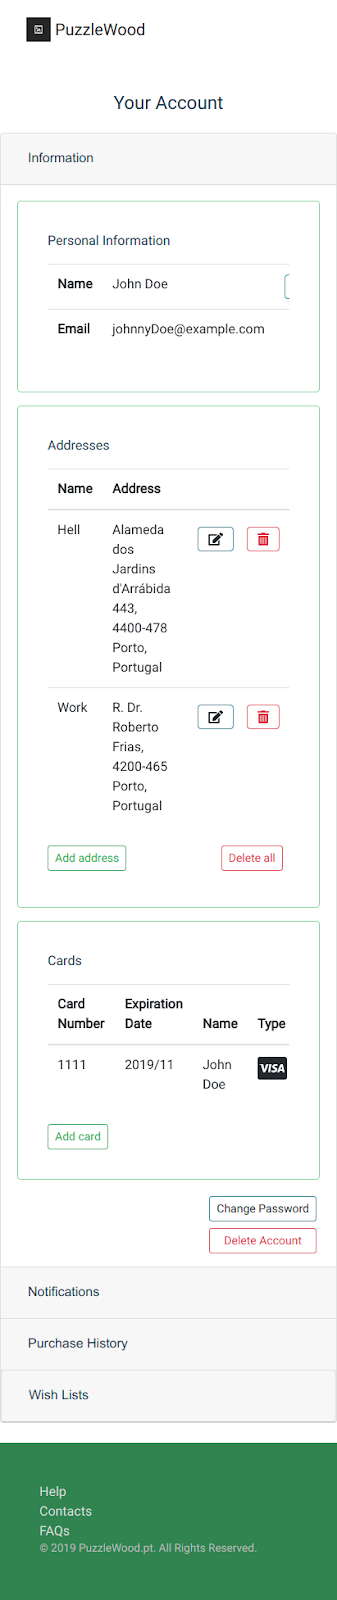 PuzzleWood
Your Account
Information
Personal Information
Name John Doe
Email johnnyDoe@example.com
Addresses
Name Address
Hell Alameda
dos
Jardins
d'Arrábida
443,
4400-478
Porto,
Portugal
Work R. Dr.
Roberto
Frias,
4200-465
Porto,
Portugal
Add address Delete all
Cards
Card Number Expiration Date Name Type
1111 2019/11 John Doe VISA
Add card
Change Password
Delete Account
Notifications
Purchase History
Wish Lists
Help
Contacts
FAQs
© 2019 PuzzleWood.pt. All Rights Reserved.